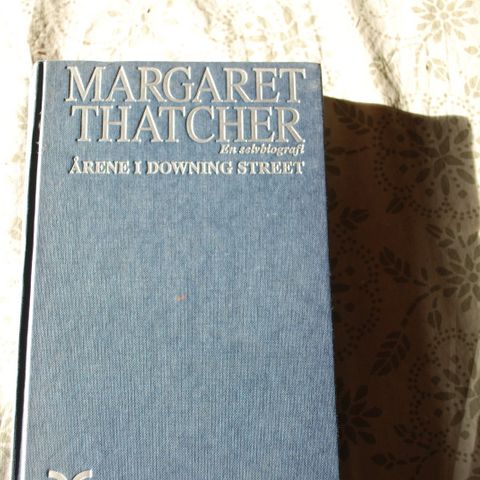 MARGARET
THATCHER
En selvbiografi
ÅRENE I DOWNING STREET